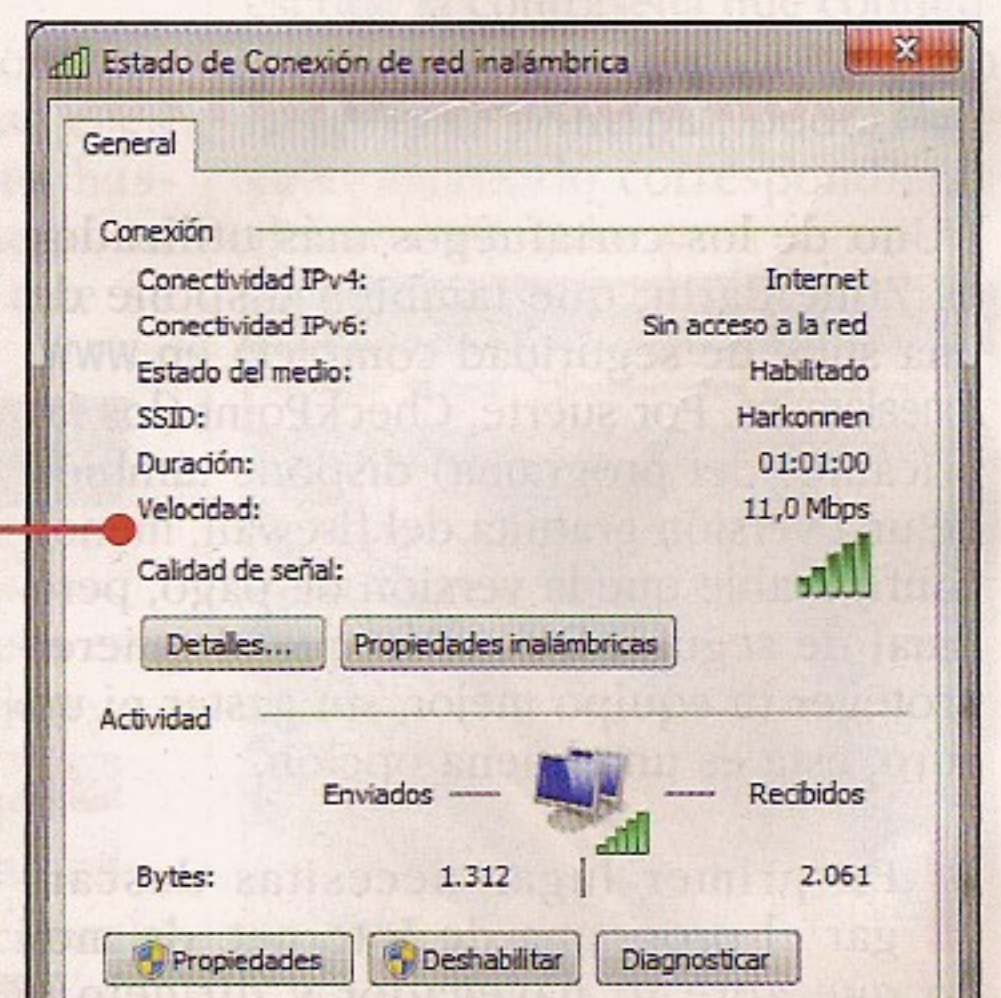 Estado de Conexión de red inalámbrica
General
Conexión
Conectividad IPv4: Internet
Conectividad IPv6: Sin acceso a la red
Estado del medio: Habilitado
SSID: Harkonnen
Duración: 01:01:00
Velocidad: 11,0 Mbps
Calidad de señal:
Detalles... Propiedades inalámbricas
Actividad
Enviados Recibidos
Bytes: 1.312 2.061
Propiedades Deshabilitar Diagnosticar